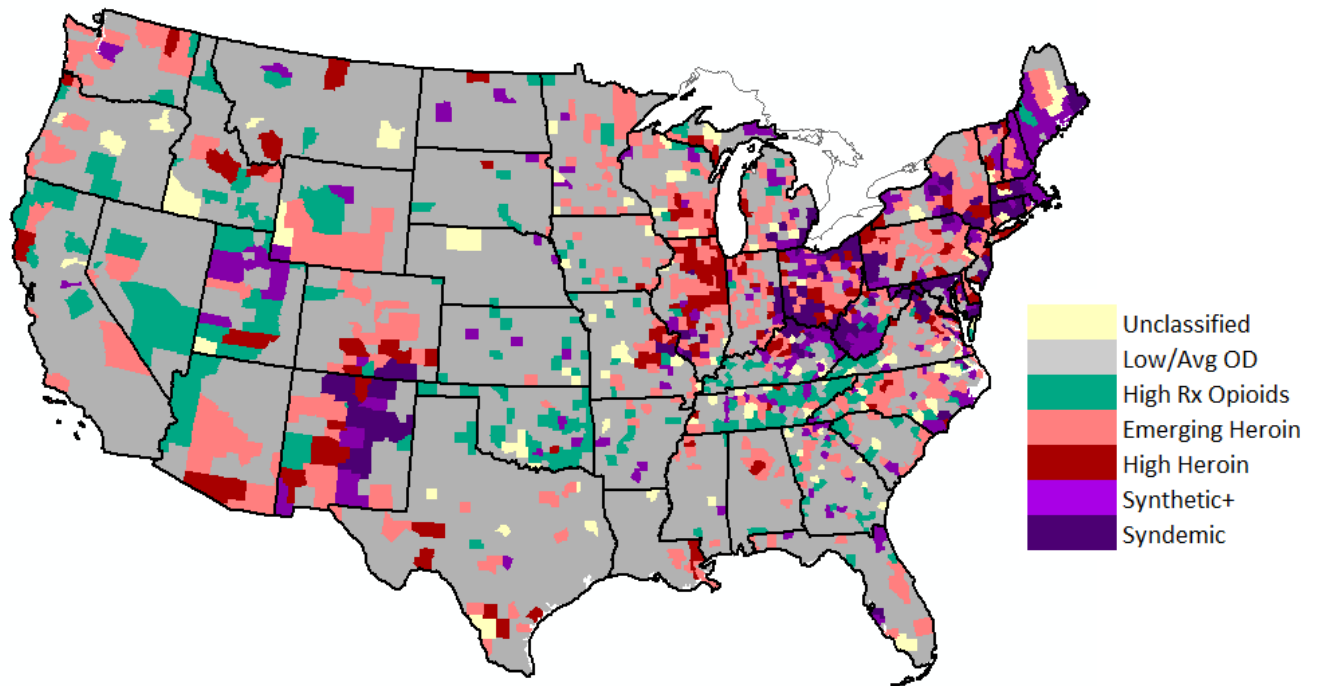 Unclassified
Low/Avg OD
High Rx Opioids
Emerging Heroin
High Heroin
Synthetic+
Syndemic